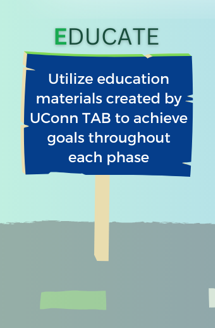 EDUCATE
Utilize education
materials created by
UConn TAB to achieve
goals throughout
each phase